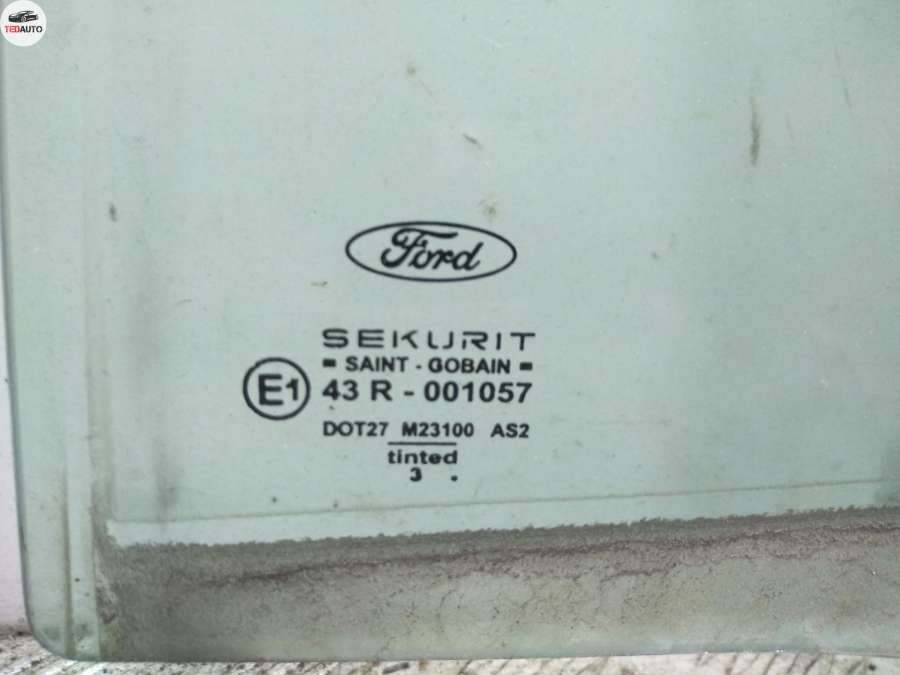 TEDAUTO
Ford
SEKURIT
SAINT - GOBAIN
E1 43 R - 001057
DOT27 M23100 AS2
tinted
3 .